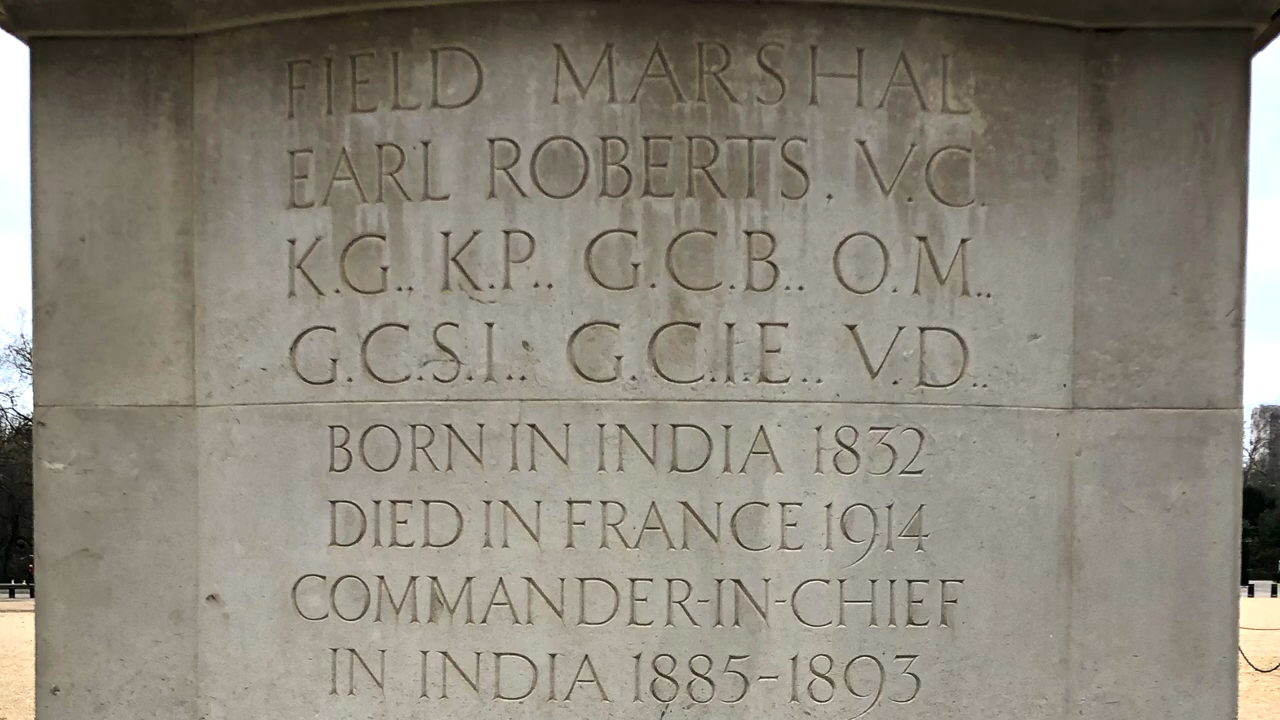 FIELD MARSHAL
EARL ROBERTS. V.C.
K.G.. K.P.. G.C.B.. O.M..
G.C.S.I.. G.C.I.E.. V.D..
BORN IN INDIA 1832
DIED IN FRANCE 1914
COMMANDER-IN-CHIEF
IN INDIA 1885-1893